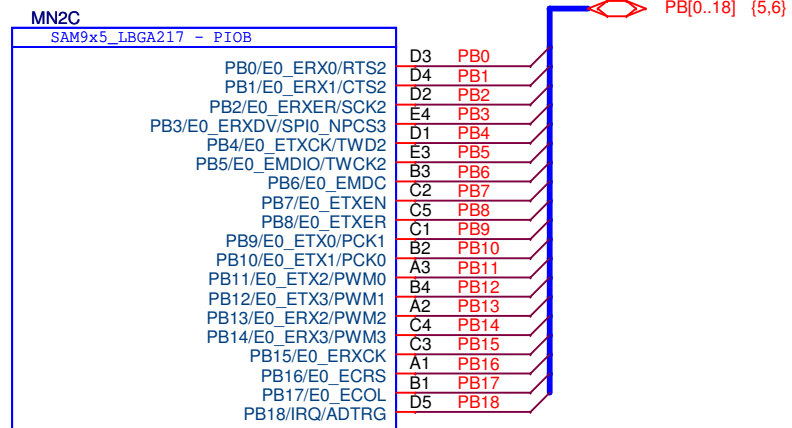 MN2C
PB[0..18] {5,6}
SAM9x5_LBGA217 - PIOB
PB0/E0_ERX0/RTS2 D3 PB0
PB1/E0_ERX1/CTS2 D4 PB1
PB2/E0_ERXER/SCK2 D2 PB2
PB3/E0_ERXDV/SPI0_NPCS3 E4 PB3
PB4/E0_ETXCK/TWD2 D1 PB4
PB5/E0_EMDIO/TWCK2 E3 PB5
PB6/E0_EMDC B3 PB6
PB7/E0_ETXEN C2 PB7
PB8/E0_ETXER C5 PB8
PB9/E0_ETX0/PCK1 C1 PB9
PB10/E0_ETX1/PCK0 B2 PB10
PB11/E0_ETX2/PWM0 A3 PB11
PB12/E0_ETX3/PWM1 B4 PB12
PB13/E0_ERX2/PWM2 A2 PB13
PB14/E0_ERX3/PWM3 C4 PB14
PB15/E0_ERXCK C3 PB15
PB16/E0_ECRS A1 PB16
PB17/E0_ECOL B1 PB17
PB18/IRQ/ADTRG D5 PB18